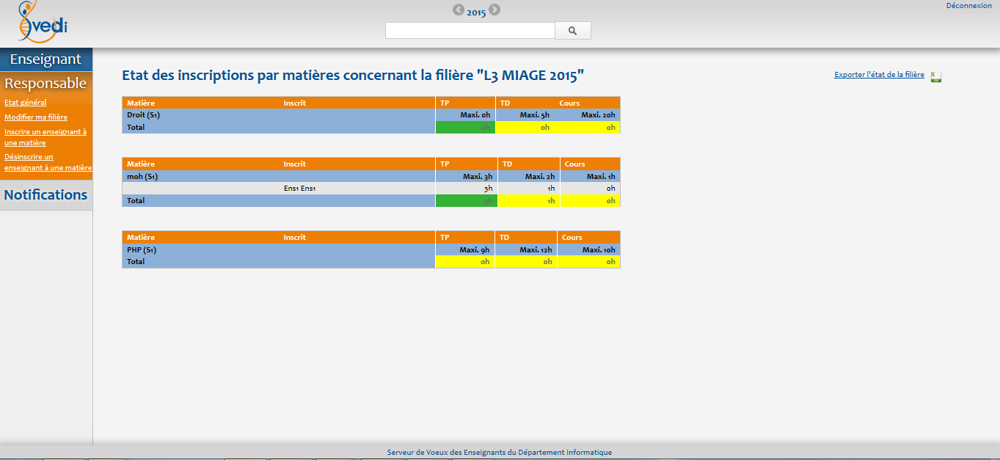 Svedi
2015
Déconnexion
Enseignant
Responsable
Etat général
Modifier ma filière
Inscrire un enseignant à
une matière
Désinscrire un
enseignant à une matière
Notifications
Etat des inscriptions par matières concernant la filière "L3 MIAGE 2015"
Exporter l'état de la filière
Matière Inscrit TP TD Cours
Droit (S1) Maxi. 0h Maxi. 5h Maxi. 20h
Total 0h 0h 0h
Matière Inscrit TP TD Cours
moh (S1) Maxi. 3h Maxi. 2h Maxi. 1h
Ens1 Ens1 3h 1h 0h
Total 3h 1h 0h
Matière Inscrit TP TD Cours
PHP (S1) Maxi. 9h Maxi. 12h Maxi. 10h
Total 0h 0h 0h
Serveur de Voeux des Enseignants du Département Informatique